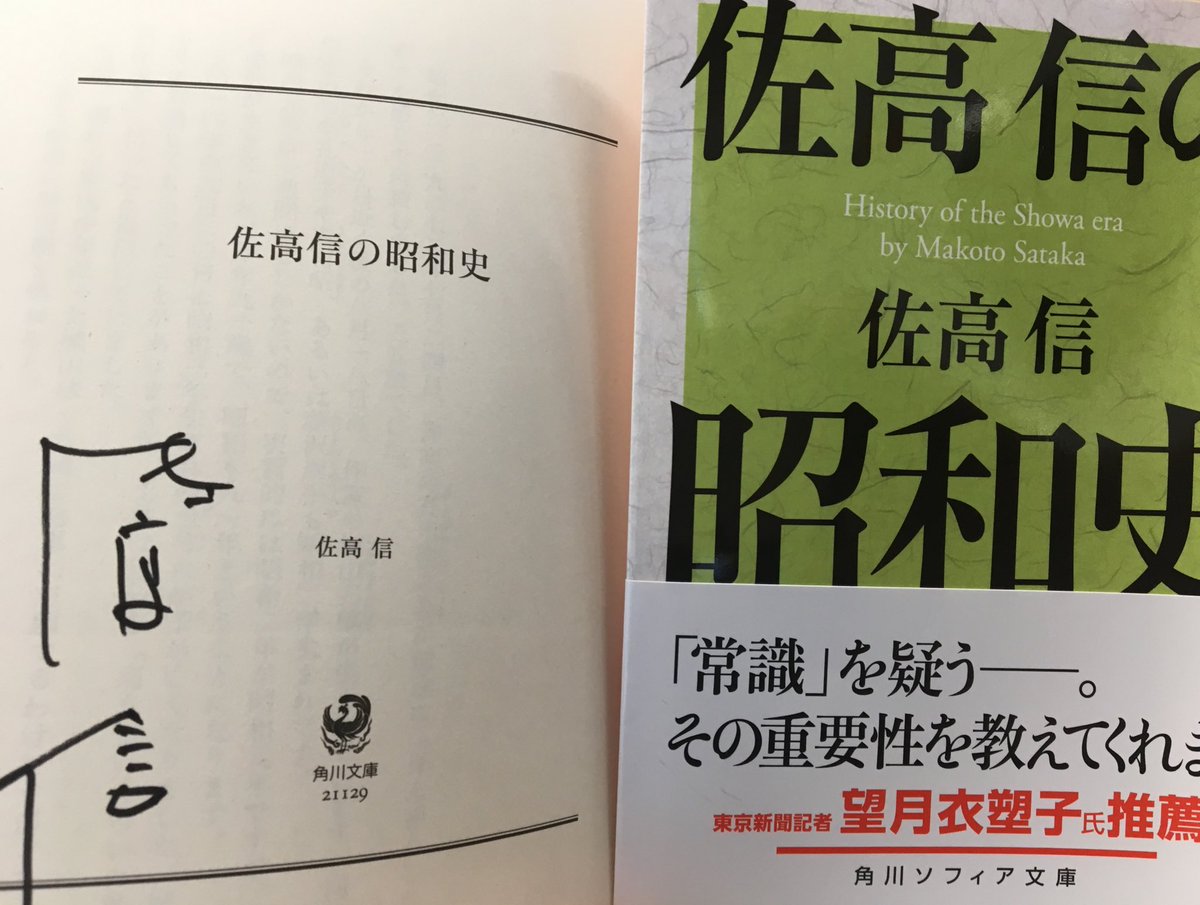 佐高信の昭和史
佐高 信
角川文庫
21129
佐高 信の
History of the Showa era
by Makoto Sataka
佐高 信
昭和史
「常識」を疑う――。
その重要性を教えてくれま
東京新聞記者 望月衣塑子氏推薦
角川ソフィア文庫